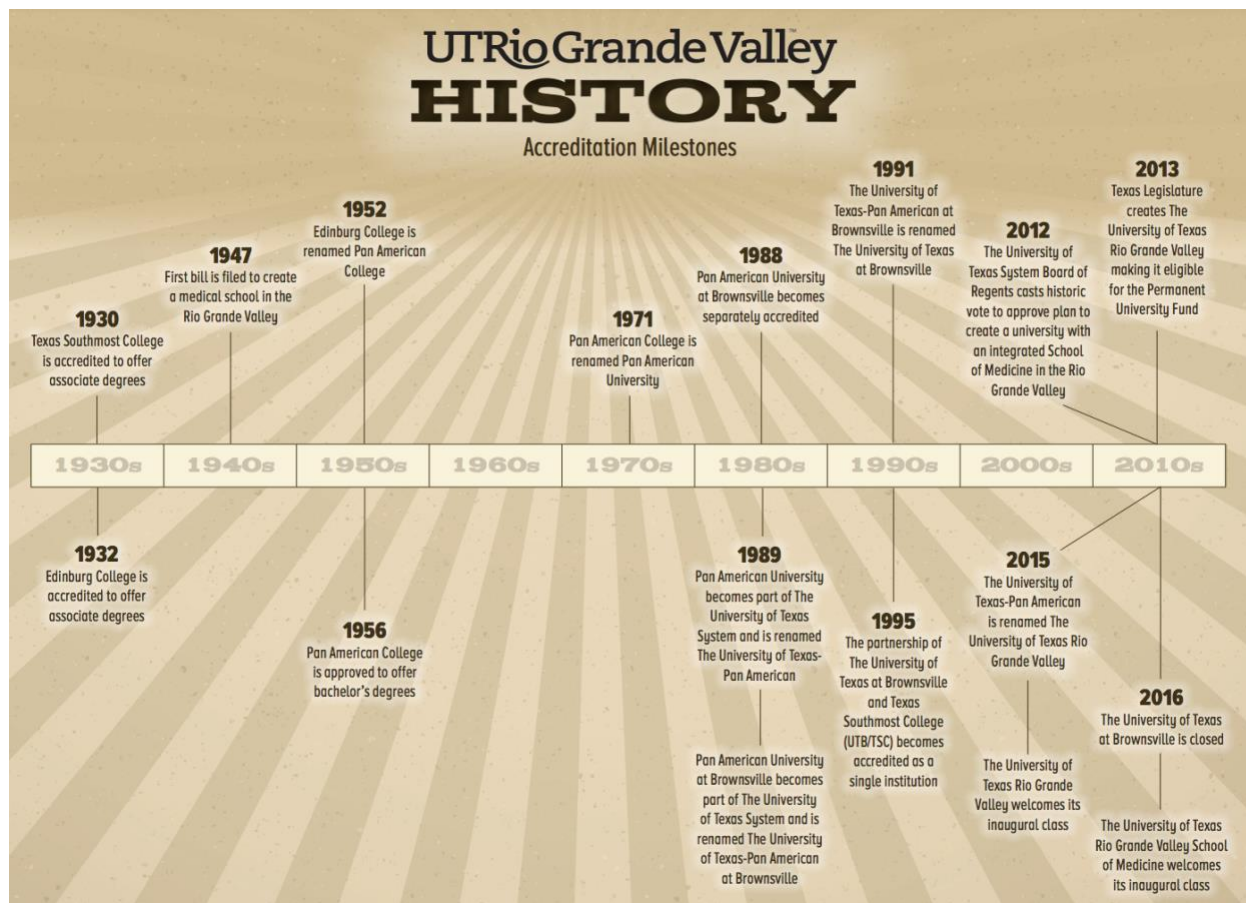 UTRio Grande Valley™
HISTORY
Accreditation Milestones
1930
Texas Southmost College
is accredited to offer
associate degrees
1947
First bill is filed to create
a medical school in the
Rio Grande Valley
1952
Edinburg College is
renamed Pan American
College
1971
Pan American College is
renamed Pan American
University
1988
Pan American University
at Brownsville becomes
separately accredited
1991
The University of
Texas-Pan American at
Brownsville is renamed
The University of Texas
at Brownsville
2012
The University of
Texas System Board of
Regents casts historic
vote to approve plan to
create a university with
an integrated School
of Medicine in the Rio
Grande Valley
2013
Texas Legislature
creates The
University of Texas
Rio Grande Valley
making it eligible
for the Permanent
University Fund
1930s
1940s
1950s
1960s
1970s
1980s
1990s
2000s
2010s
1932
Edinburg College is
accredited to offer
associate degrees
1956
Pan American College
is approved to offer
bachelor's degrees
1989
Pan American University
becomes part of The
University of Texas
System and is renamed
The University of Texas-
Pan American
Pan American University
at Brownsville becomes
part of The University
of Texas System and is
renamed The University
of Texas-Pan American
at Brownsville
1995
The partnership of
The University of
Texas at Brownsville
and Texas
Southmost College
(UTB/TSC) becomes
accredited as a
single institution
2015
The University of
Texas-Pan American
is renamed The
University of Texas Rio
Grande Valley
The University of
Texas Rio Grande
Valley welcomes its
inaugural class
2016
The University of Texas
at Brownsville is closed
The University of Texas
Rio Grande Valley School
of Medicine welcomes
its inaugural class